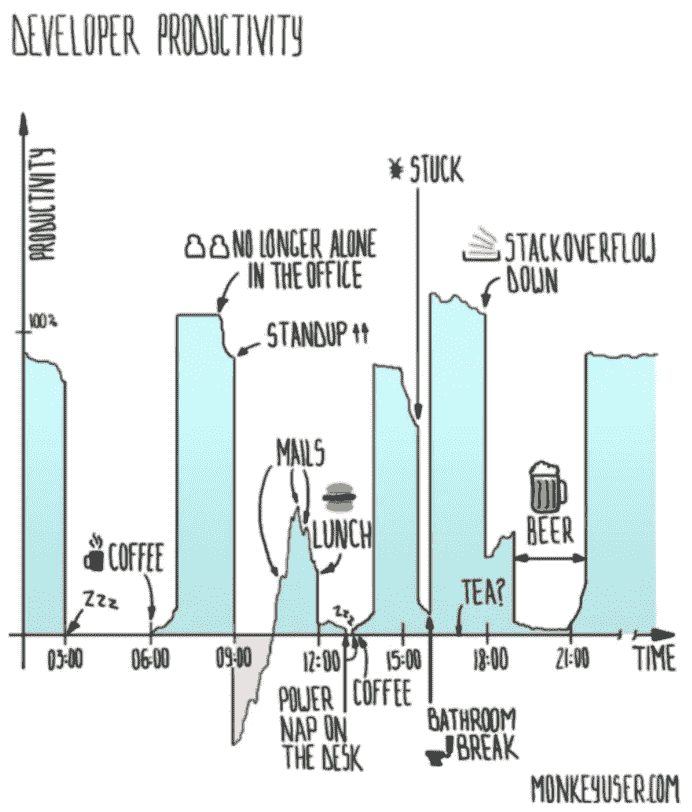 DEVELOPER PRODUCTIVITY
PRODUCTIVITY
100%
STUCK
NO LONGER ALONE
IN THE OFFICE
STACKOVERFLOW
DOWN
STANDUP
MAILS
LUNCH
BEER
COFFEE
ZZZ
ZZZ
TEA?
03:00 06:00 09:00 12:00 15:00 18:00 21:00 TIME
POWER
NAP ON
THE DESK
COFFEE
BATHROOM
BREAK
MONKEYUSER.COM